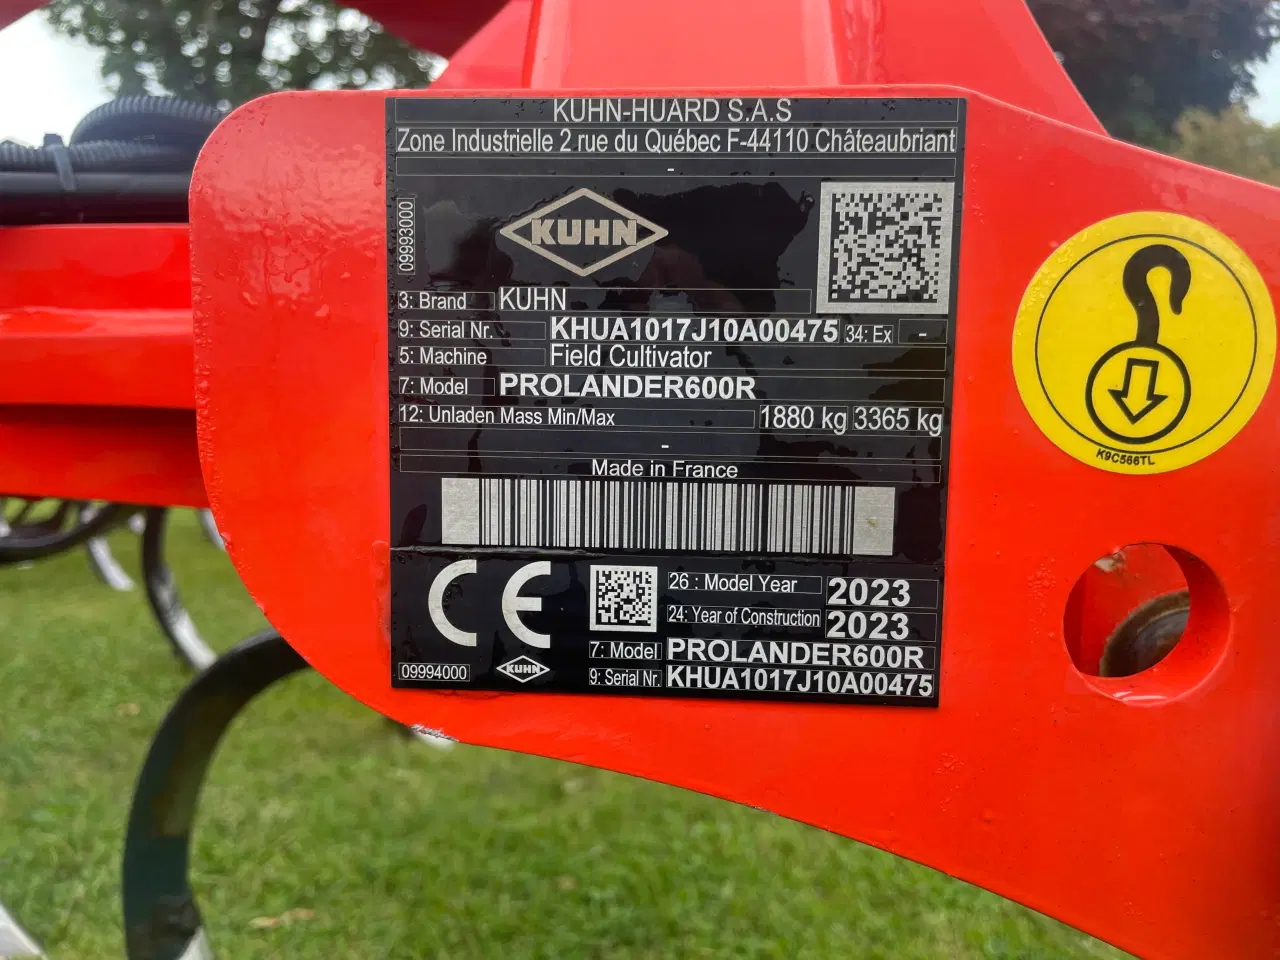 KUHN-HUARD S.A.S
Zone Industrielle 2 rue du Québec F-44110 Châteaubriant
-
09993000
KUHN
3: Brand KUHN
9: Serial Nr. KHUA1017J10A00475 34: Ex -
5: Machine Field Cultivator
7: Model PROLANDER600R
12: Unladen Mass Min/Max 1880 kg 3365 kg
-
Made in France
CE
26 : Model Year 2023
24: Year of Construction 2023
7: Model PROLANDER600R
9: Serial Nr. KHUA1017J10A00475
09994000
KUHN
K9C566TL